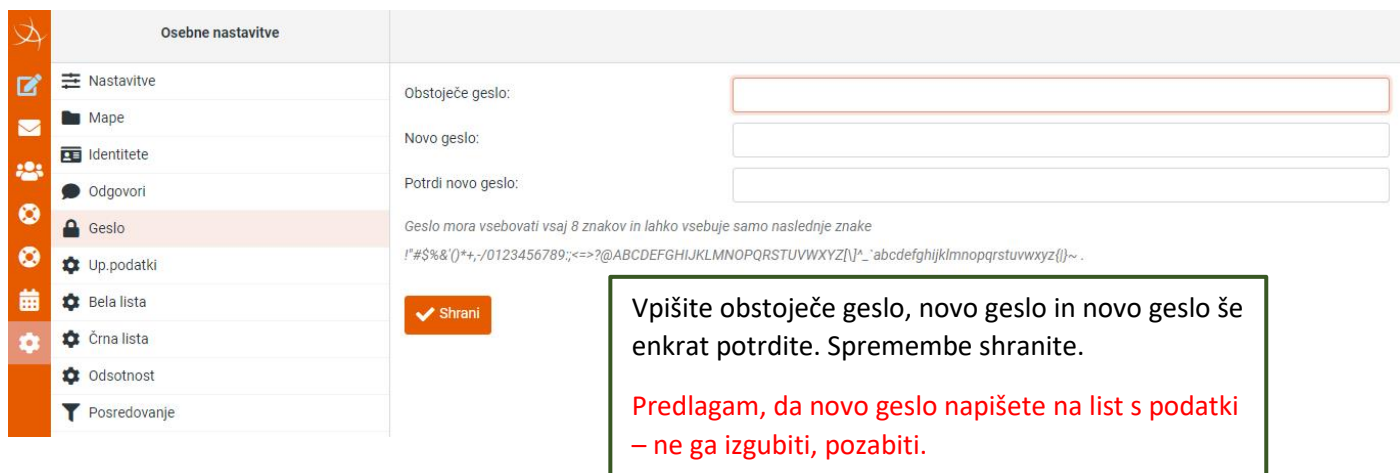 Osebne nastavitve
Nastavitve
Mape
Identitete
Odgovori
Geslo
Up.podatki
Bela lista
Črna lista
Odsotnost
Posredovanje
Obstoječe geslo:
Novo geslo:
Potrdi novo geslo:
Geslo mora vsebovati vsaj 8 znakov in lahko vsebuje samo naslednje znake
!"#$%&'()*+,-/0123456789:;<=>?@ABCDEFGHIJKLMNOPQRSTUVWXYZ[\]^_`abcdefghijklmnopqrstuvwxyz{|}~ .
Shrani
Vpišite obstoječe geslo, novo geslo in novo geslo še
enkrat potrdite. Spremembe shranite.
Predlagam, da novo geslo napišete na list s podatki
– ne ga izgubiti, pozabiti.